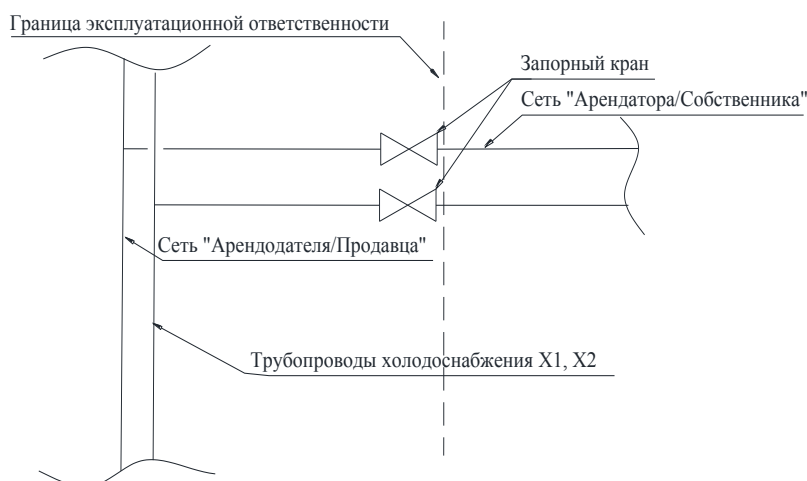 Граница эксплуатационной ответственности
Запорный кран
Сеть "Арендатора/Собственника"
Сеть "Арендодателя/Продавца"
Трубопроводы холодоснабжения Х1, Х2